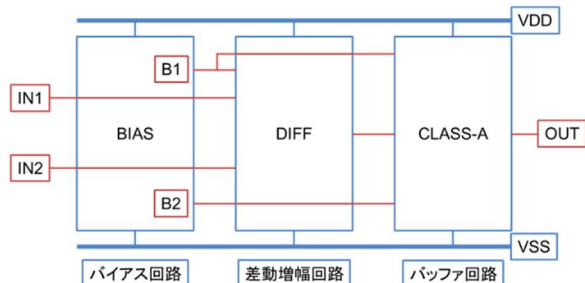 VDD
B1
IN1
BIAS
DIFF
CLASS-A
OUT
IN2
B2
VSS
バイアス回路
差動増幅回路
バッファ回路